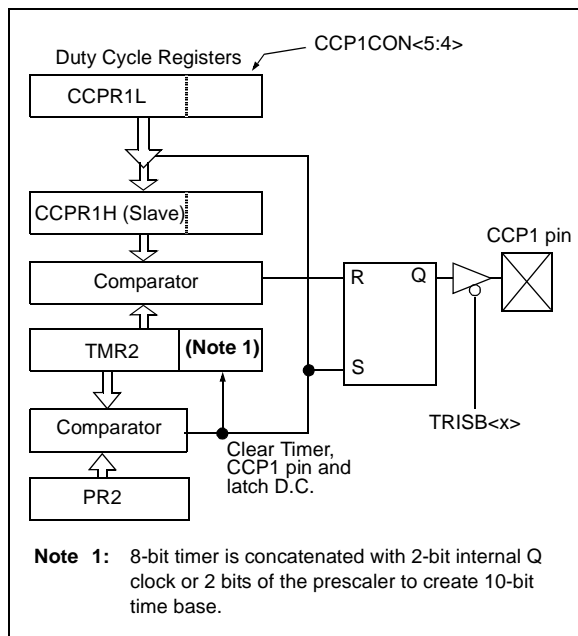 Duty Cycle Registers
CCP1CON<5:4>
CCPR1L
CCPR1H (Slave)
CCP1 pin
Comparator
R
Q
TMR2
(Note 1)
S
Comparator
TRISB<x>
Clear Timer,
CCP1 pin and
latch D.C.
PR2
Note 1: 8-bit timer is concatenated with 2-bit internal Q
clock or 2 bits of the prescaler to create 10-bit
time base.